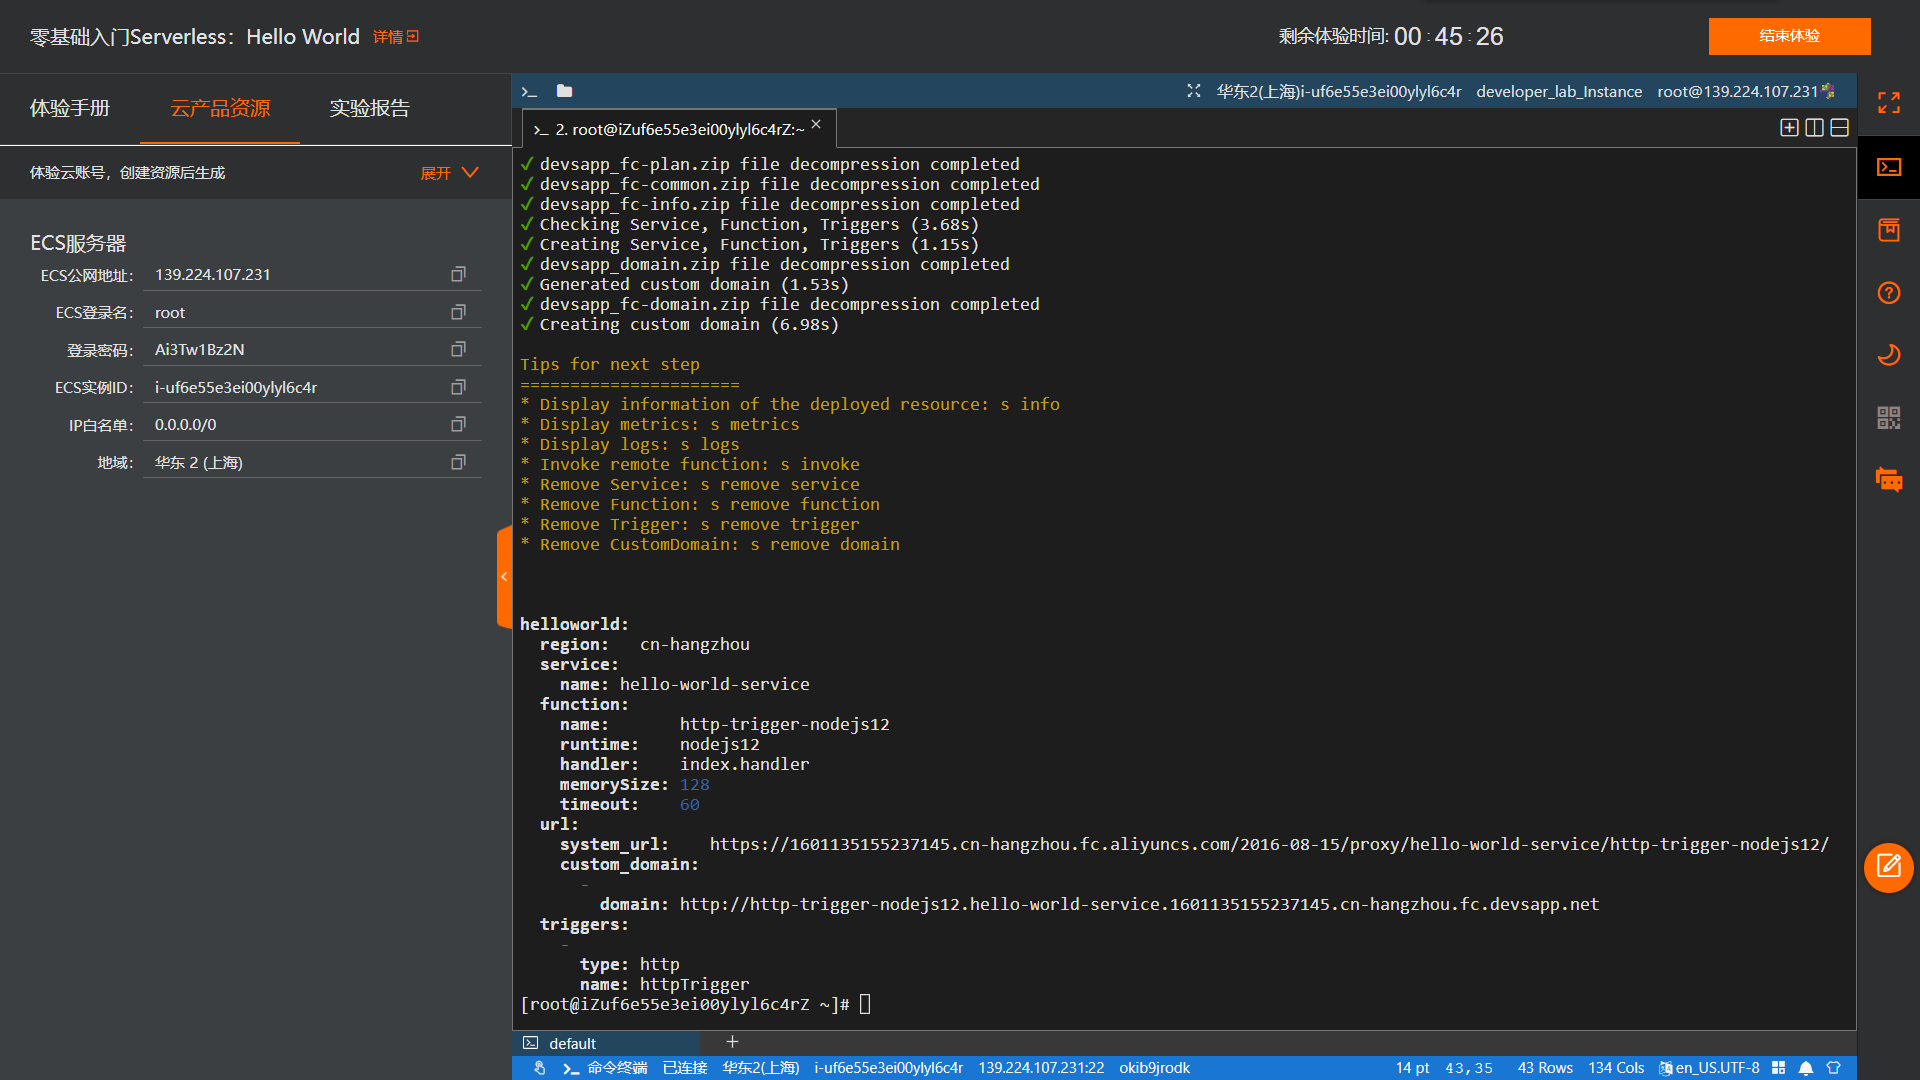 零基础入门Serverless：Hello World 详情
剩余体验时间: 00 : 45 : 26
结束体验
体验手册 云产品资源 实验报告
体验云账号，创建资源后生成 展开
ECS服务器
ECS公网地址： 139.224.107.231
ECS登录名： root
登录密码： Ai3Tw1Bz2N
ECS实例ID： i-uf6e55e3ei00ylyl6c4r
IP白名单： 0.0.0.0/0
地域： 华东 2 (上海)
华东2(上海)i-uf6e55e3ei00ylyl6c4r developer_lab_Instance root@139.224.107.231
2. root@iZuf6e55e3ei00ylyl6c4rZ:~
✓ devsapp_fc-plan.zip file decompression completed
✓ devsapp_fc-common.zip file decompression completed
✓ devsapp_fc-info.zip file decompression completed
✓ Checking Service, Function, Triggers (3.68s)
✓ Creating Service, Function, Triggers (1.15s)
✓ devsapp_domain.zip file decompression completed
✓ Generated custom domain (1.53s)
✓ devsapp_fc-domain.zip file decompression completed
✓ Creating custom domain (6.98s)
Tips for next step
======================
* Display information of the deployed resource: s info
* Display metrics: s metrics
* Display logs: s logs
* Invoke remote function: s invoke
* Remove Service: s remove service
* Remove Function: s remove function
* Remove Trigger: s remove trigger
* Remove CustomDomain: s remove domain
helloworld:
region: cn-hangzhou
service:
name: hello-world-service
function:
name: http-trigger-nodejs12
runtime: nodejs12
handler: index.handler
memorySize: 128
timeout: 60
url:
system_url: https://1601135155237145.cn-hangzhou.fc.aliyuncs.com/2016-08-15/proxy/hello-world-service/http-trigger-nodejs12/
custom_domain:
-
domain: http://http-trigger-nodejs12.hello-world-service.1601135155237145.cn-hangzhou.fc.devsapp.net
triggers:
-
type: http
name: httpTrigger
[root@iZuf6e55e3ei00ylyl6c4rZ ~]#
default +
命令终端 已连接 华东2(上海) i-uf6e55e3ei00ylyl6c4r 139.224.107.231:22 okib9jrodk 14 pt 43,35 43 Rows 134 Cols en_US.UTF-8